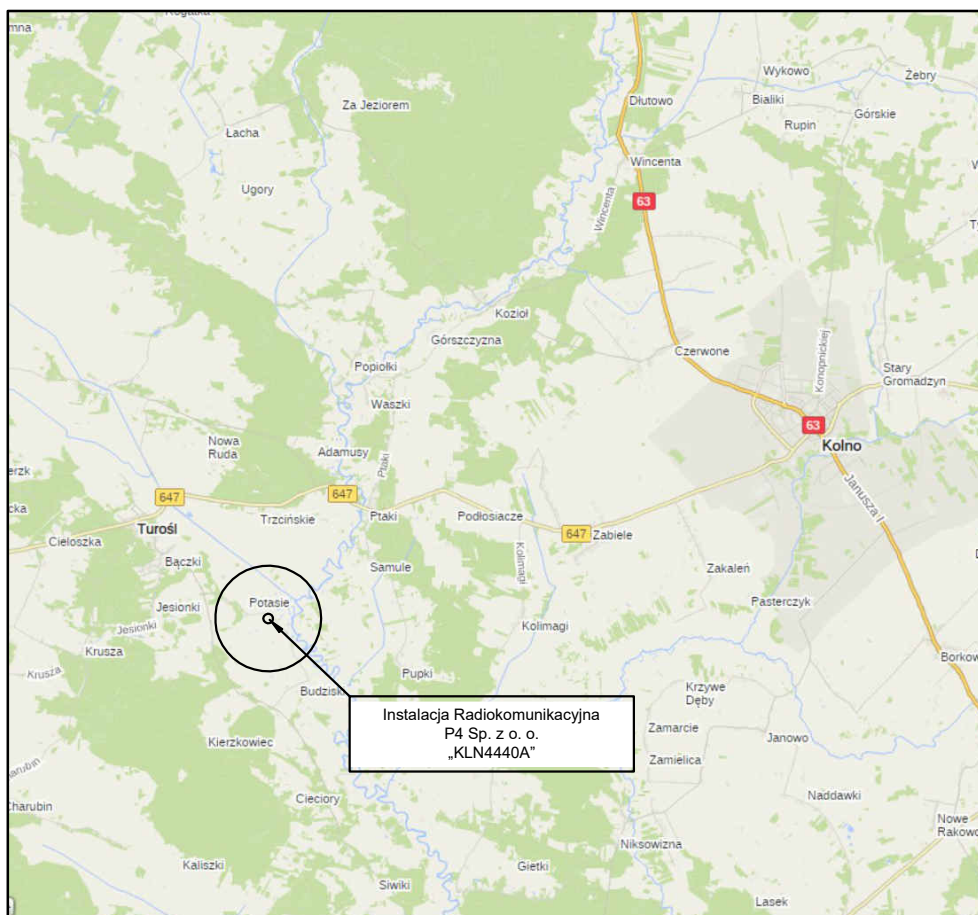 Rogatka
Wykowo
Żebry
Za Jeziorem
Dłutowo
Bialiki
Górskie
Łacha
Rupin
Wincenta
Ugory
63
Wincenta
Kozioł
Górszczyzna
Czerwone
Konopnickiej
Popiołki
Stary
Gromadzyn
Waszki
63
Nowa
Ruda
Adamusy
Ptaki
Kolno
647
647
Janusza I
Trzcińskie
Ptaki
Podłosiacze
Turośl
647
Zabiele
Cieloszka
Kolimagi
Bączki
Samule
Zakaleń
Potasie
Pasterczyk
Jesionki
Jesionki
Kolimagi
Krusza
Krusza
Pupki
Borkow
Budziski
Krzywe
Dęby
Instalacja Radiokomunikacyjna
P4 Sp. z o. o.
„KLN4440A”
Zamarcie
Janowo
Kierzkowiec
Zamielica
Charubin
Cieciory
Naddawki
Nowe
Rakowo
Niksowizna
Kaliszki
Gietki
Siwiki
Lasek